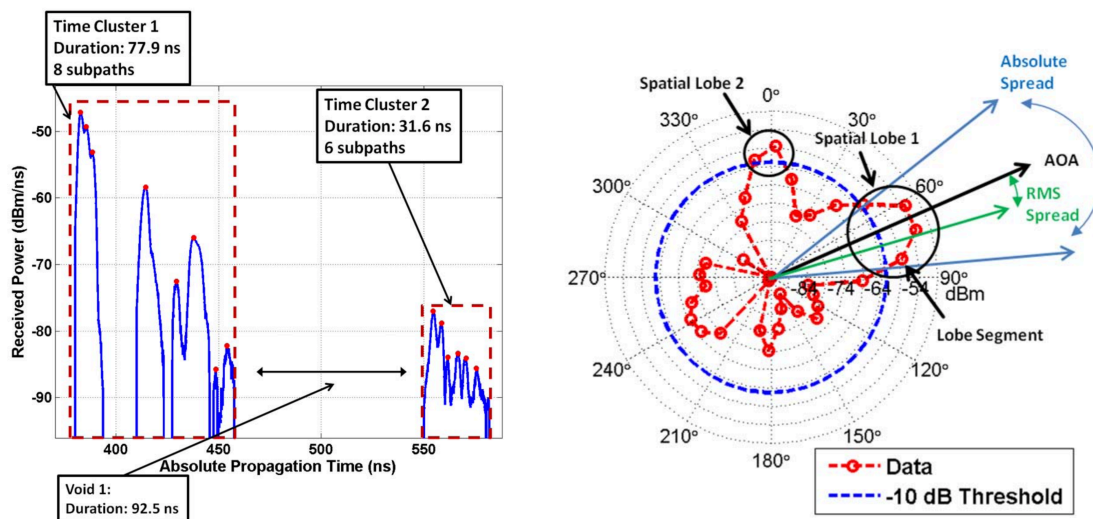 Time Cluster 1
Duration: 77.9 ns
8 subpaths
Time Cluster 2
Duration: 31.6 ns
6 subpaths
-50
-60
-70
-80
-90
Received Power (dBm/ns)
400
450
500
550
Absolute Propagation Time (ns)
Void 1:
Duration: 92.5 ns
Spatial Lobe 2
Spatial Lobe 1
Absolute
Spread
AOA
RMS
Spread
Lobe Segment
0°
30°
60°
90°
120°
150°
180°
210°
240°
270°
300°
330°
-84 -74 -64 -54
dBm
Data
-10 dB Threshold